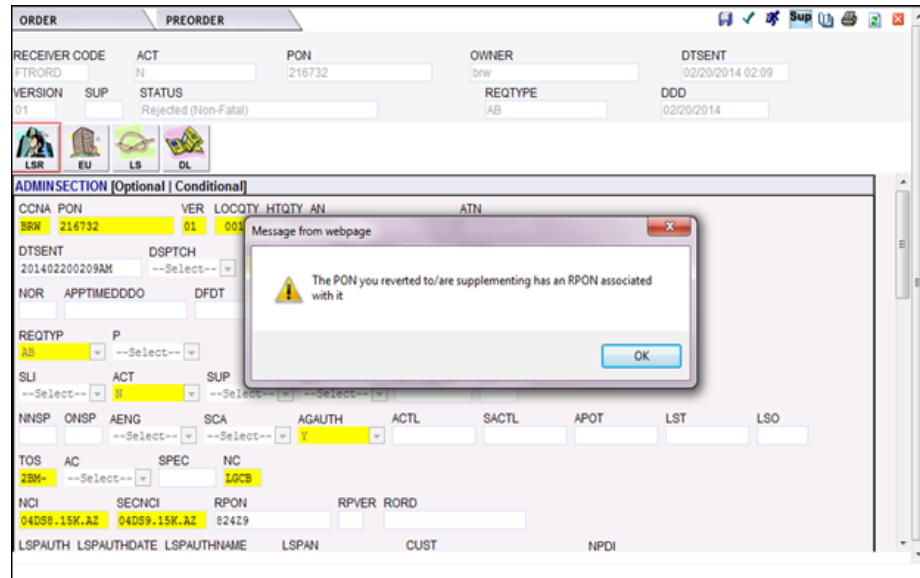 ORDER PREORDER Sup
RECEIVER CODE ACT PON OWNER DTSENT
FTRORD N 216732 brw 02/20/2014 02:09
VERSION SUP STATUS REQTYPE DDD
01 Rejected (Non-Fatal) AB 02/20/2014
LSR EU LS DL
ADMINSECTION [Optional | Conditional]
CCNA PON VER LOCQTY HTQTY AN ATN
BRW 216732 01 001
Message from webpage
DTSENT DSPTCH
201402200209AM --Select--
The PON you reverted to/are supplementing has an RPON associated
with it
NOR APPTIMEDDDO DFDT
REQTYP P
AB --Select--
OK
SLI ACT SUP
--Select-- N --Select-- --Select--
NNSP ONSP AENG SCA AGAUTH ACTL SACTL APOT LST LSO
--Select-- --Select-- Y
TOS AC SPEC NC
2BM- --Select-- LGCB
NCI SECNCI RPON RPVER RORD
04DS8.15K.AZ 04DS9.15K.AZ 824Z9
LSPAUTH LSPAUTHDATE LSPAUTHNAME LSPAN CUST NPDI